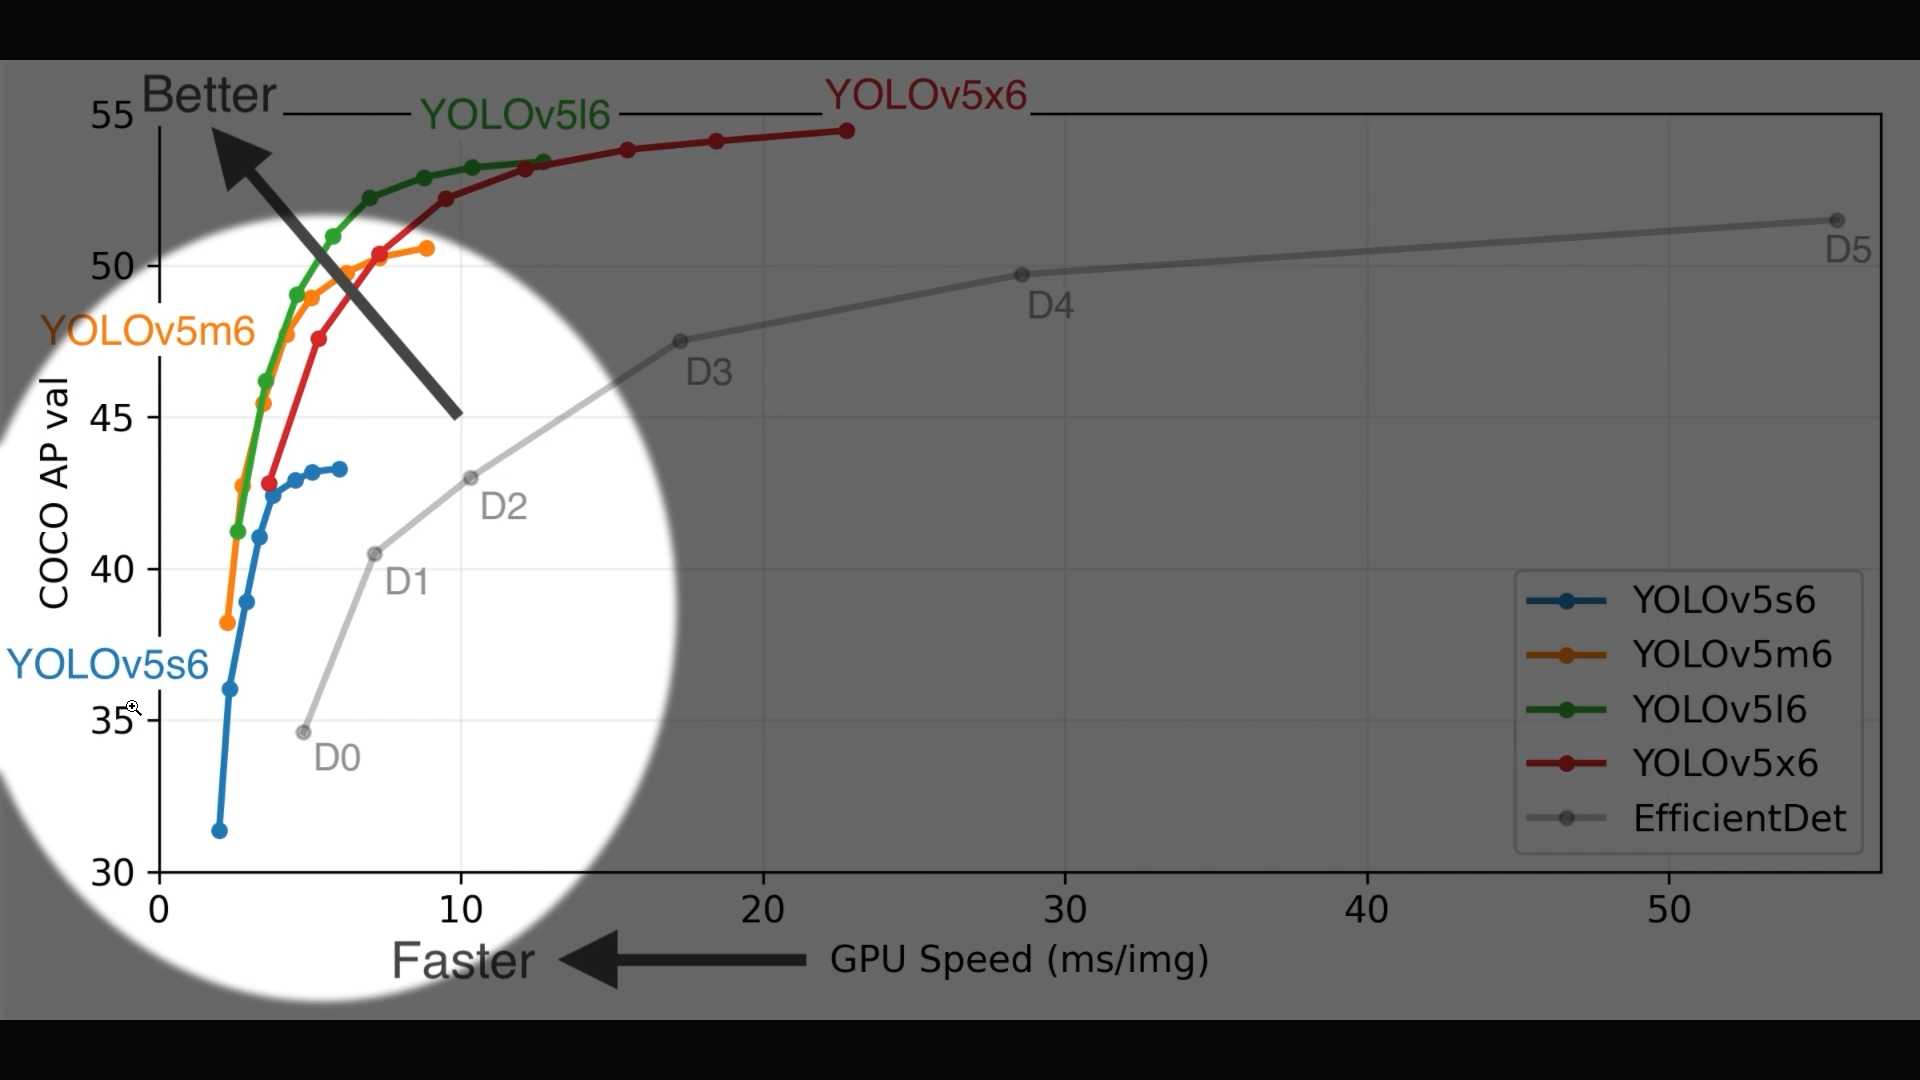 Better
YOLOv5x6
YOLOv5l6
55
50
D5
D4
YOLOv5m6
D3
COCO AP val
45
D2
40
D1
YOLOv5s6
YOLOv5s6
YOLOv5m6
35
YOLOv5l6
D0
YOLOv5x6
EfficientDet
30
0 10 20 30 40 50
Faster GPU Speed (ms/img)